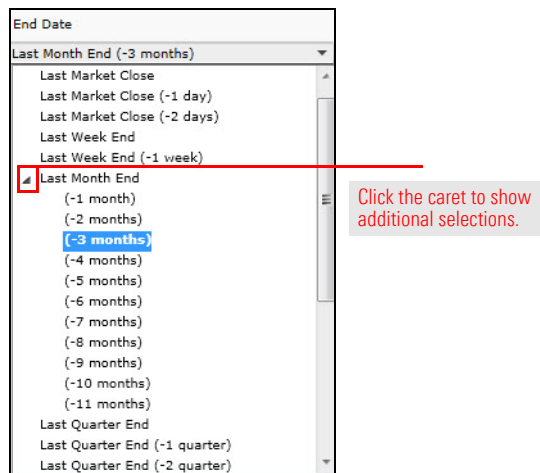 End Date
Last Month End (-3 months)
Last Market Close
Last Market Close (-1 day)
Last Market Close (-2 days)
Last Week End
Last Week End (-1 week)
Last Month End
(-1 month)
(-2 months)
(-3 months)
(-4 months)
(-5 months)
(-6 months)
(-7 months)
(-8 months)
(-9 months)
(-10 months)
(-11 months)
Last Quarter End
Last Quarter End (-1 quarter)
Last Quarter End (-2 quarter)
Click the caret to show
additional selections.